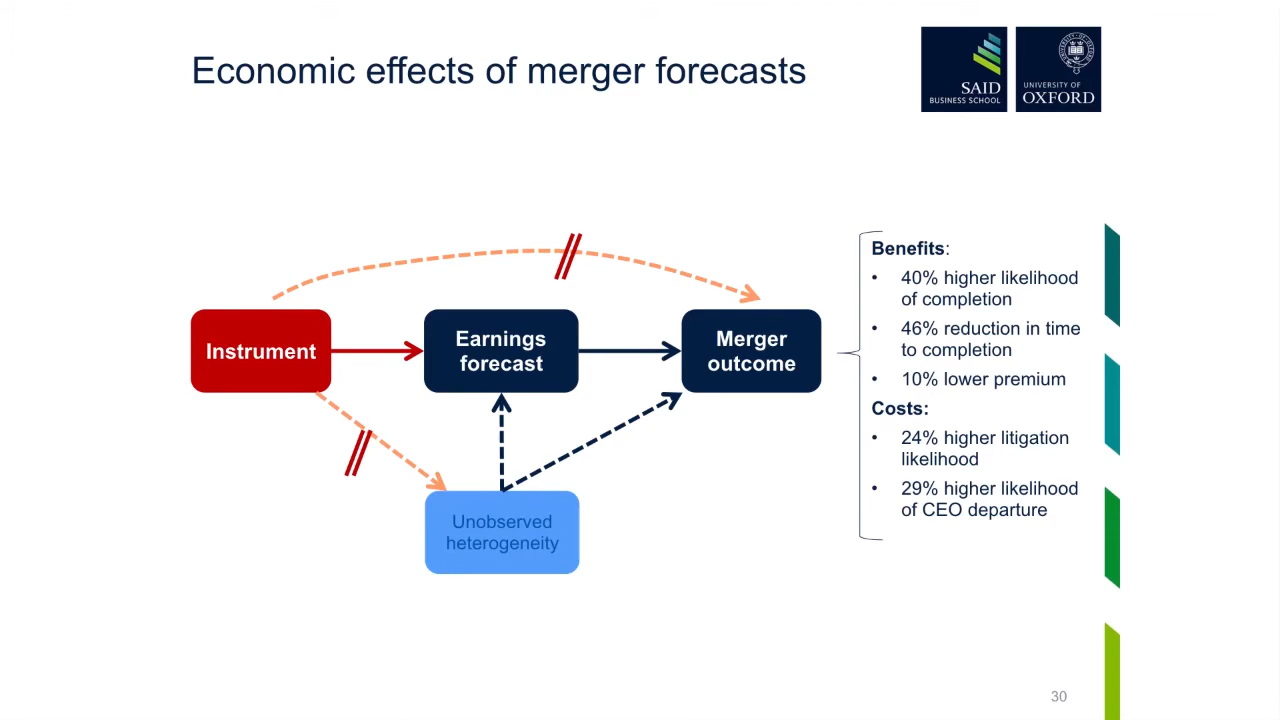 Economic effects of merger forecasts
SAID
BUSINESS SCHOOL
UNIVERSITY OF
OXFORD
Instrument
Earnings
forecast
Merger
outcome
Unobserved
heterogeneity
Benefits:
• 40% higher likelihood
of completion
• 46% reduction in time
to completion
• 10% lower premium
Costs:
• 24% higher litigation
likelihood
• 29% higher likelihood
of CEO departure
30